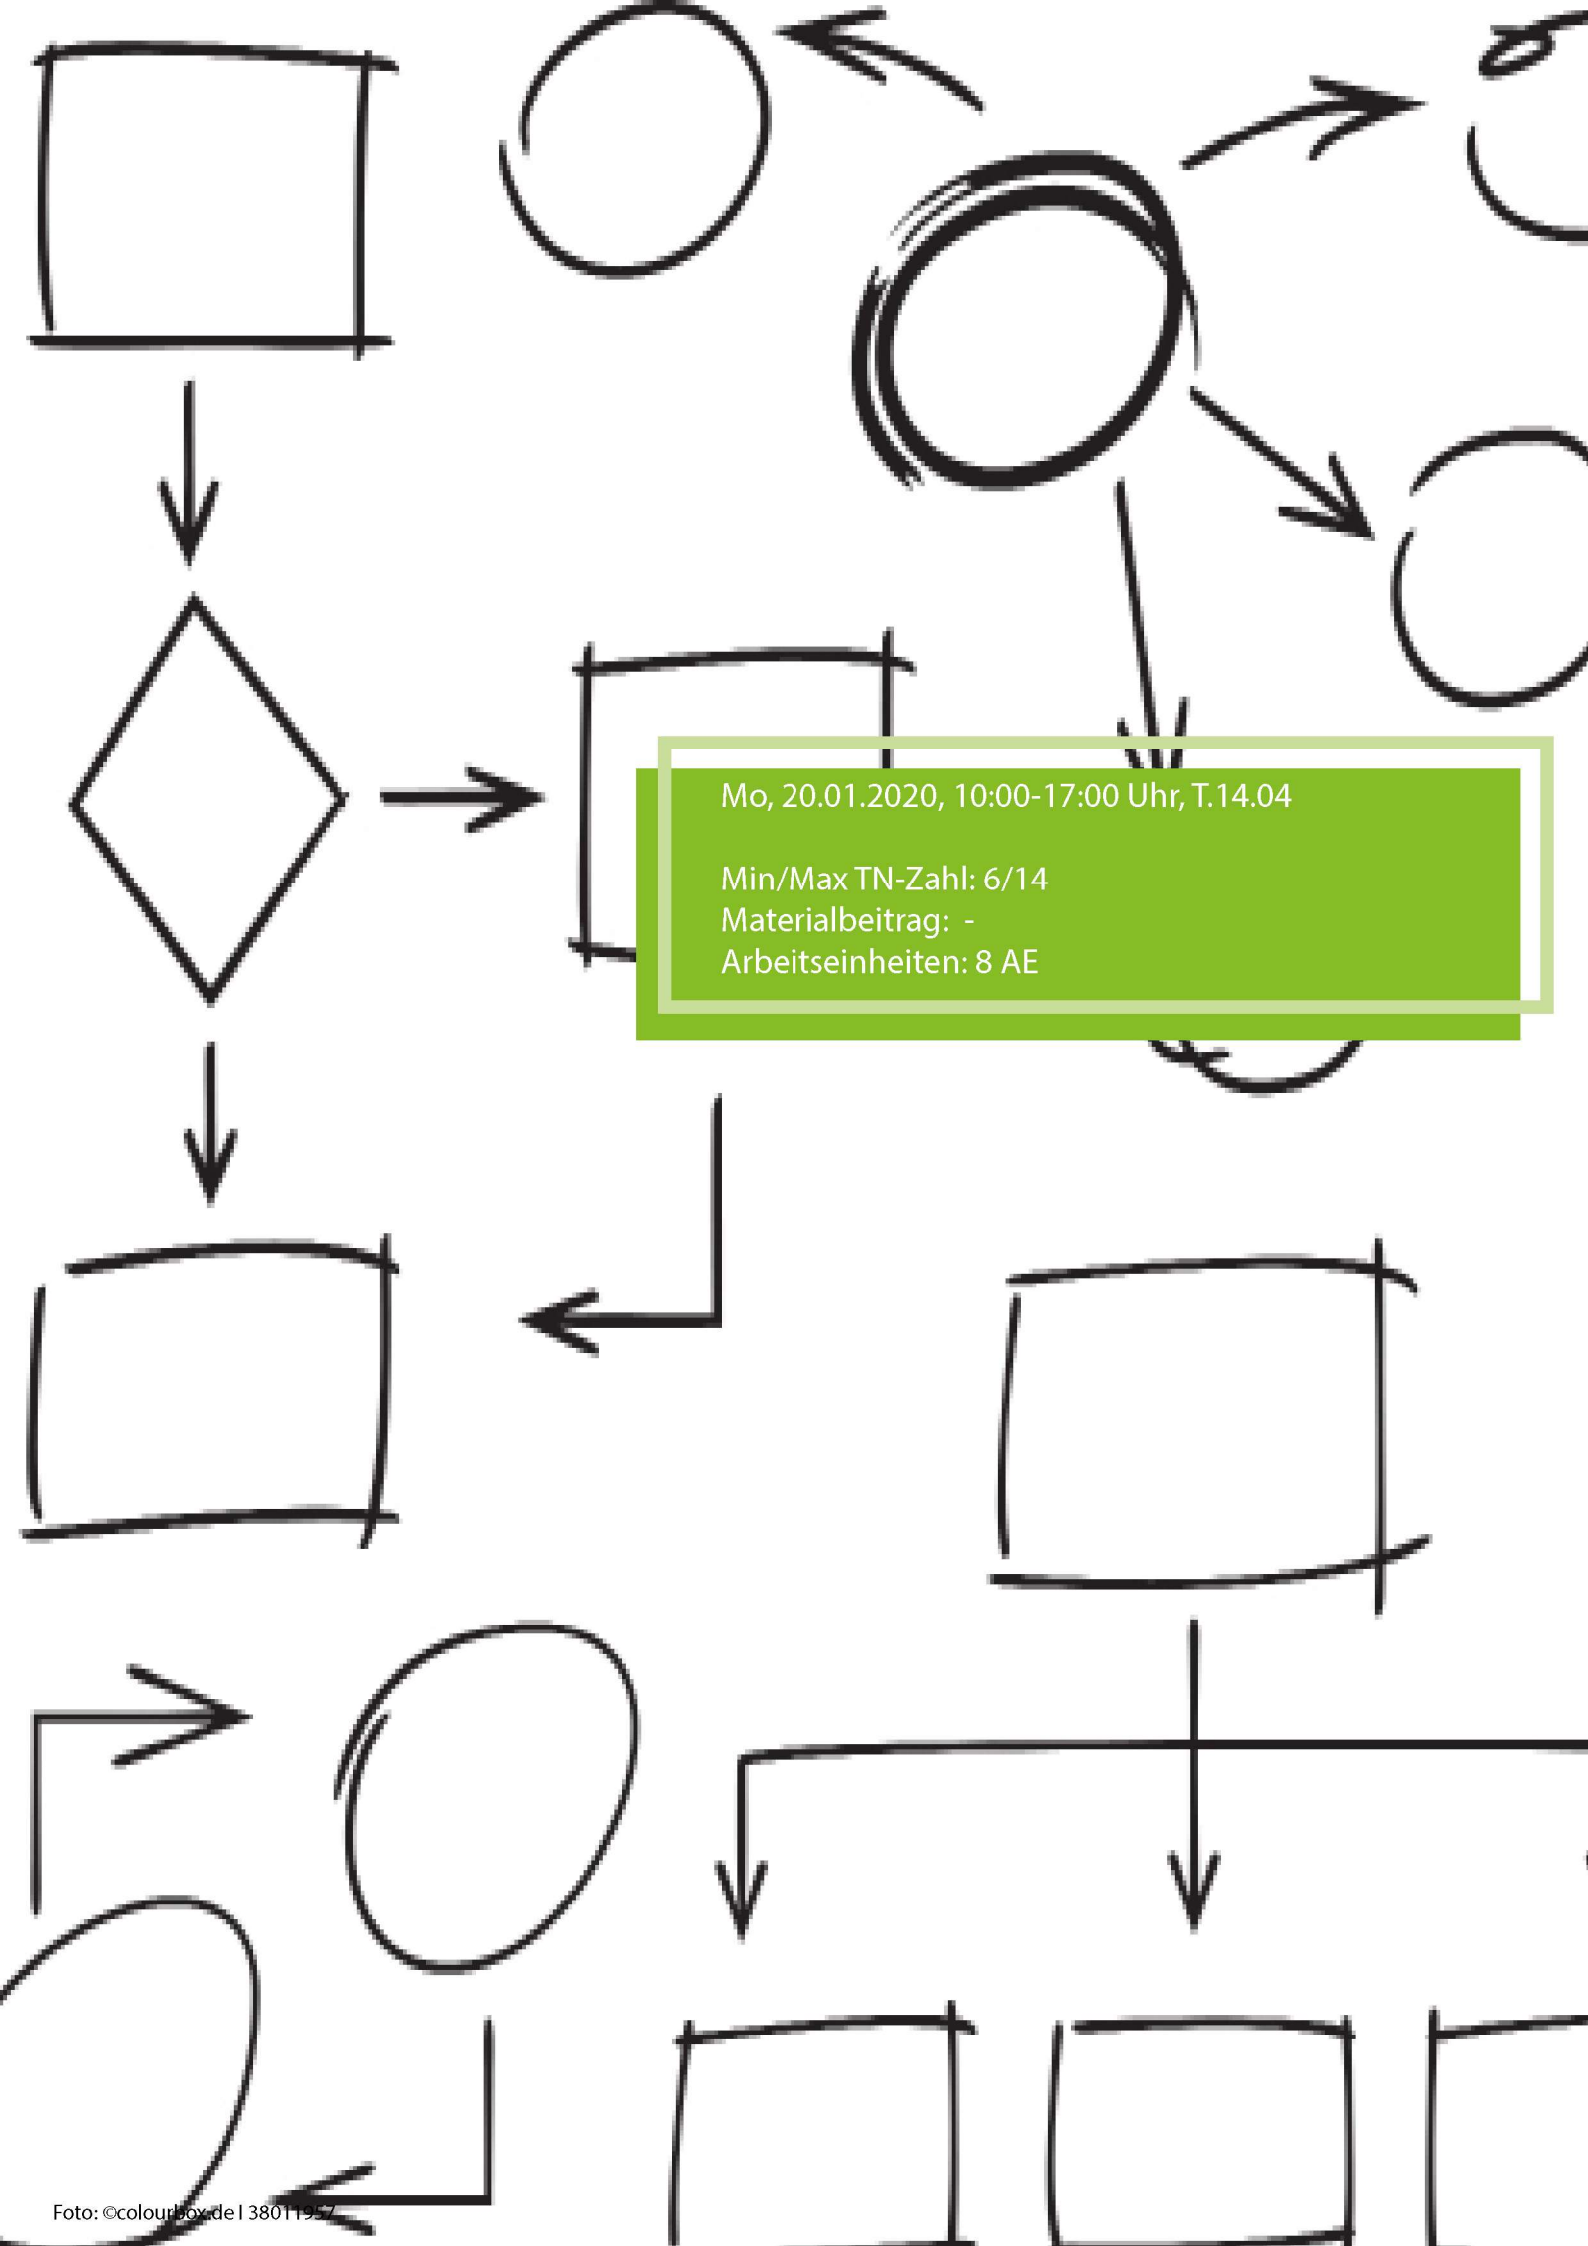 Mo, 20.01.2020, 10:00-17:00 Uhr, T.14.04
Min/Max TN-Zahl: 6/14
Materialbeitrag: -
Arbeitseinheiten: 8 AE
Foto: ©colourbox.de I 38011957